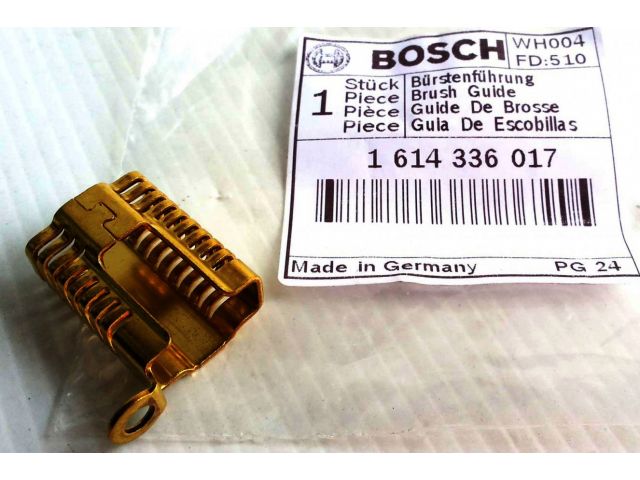 BOSCH
WH004
FD:510
1
Stück Bürstenführung
Piece Brush Guide
Pièce Guide De Brosse
Piece Guia De Escobillas
1 614 336 017
Made in Germany PG 24